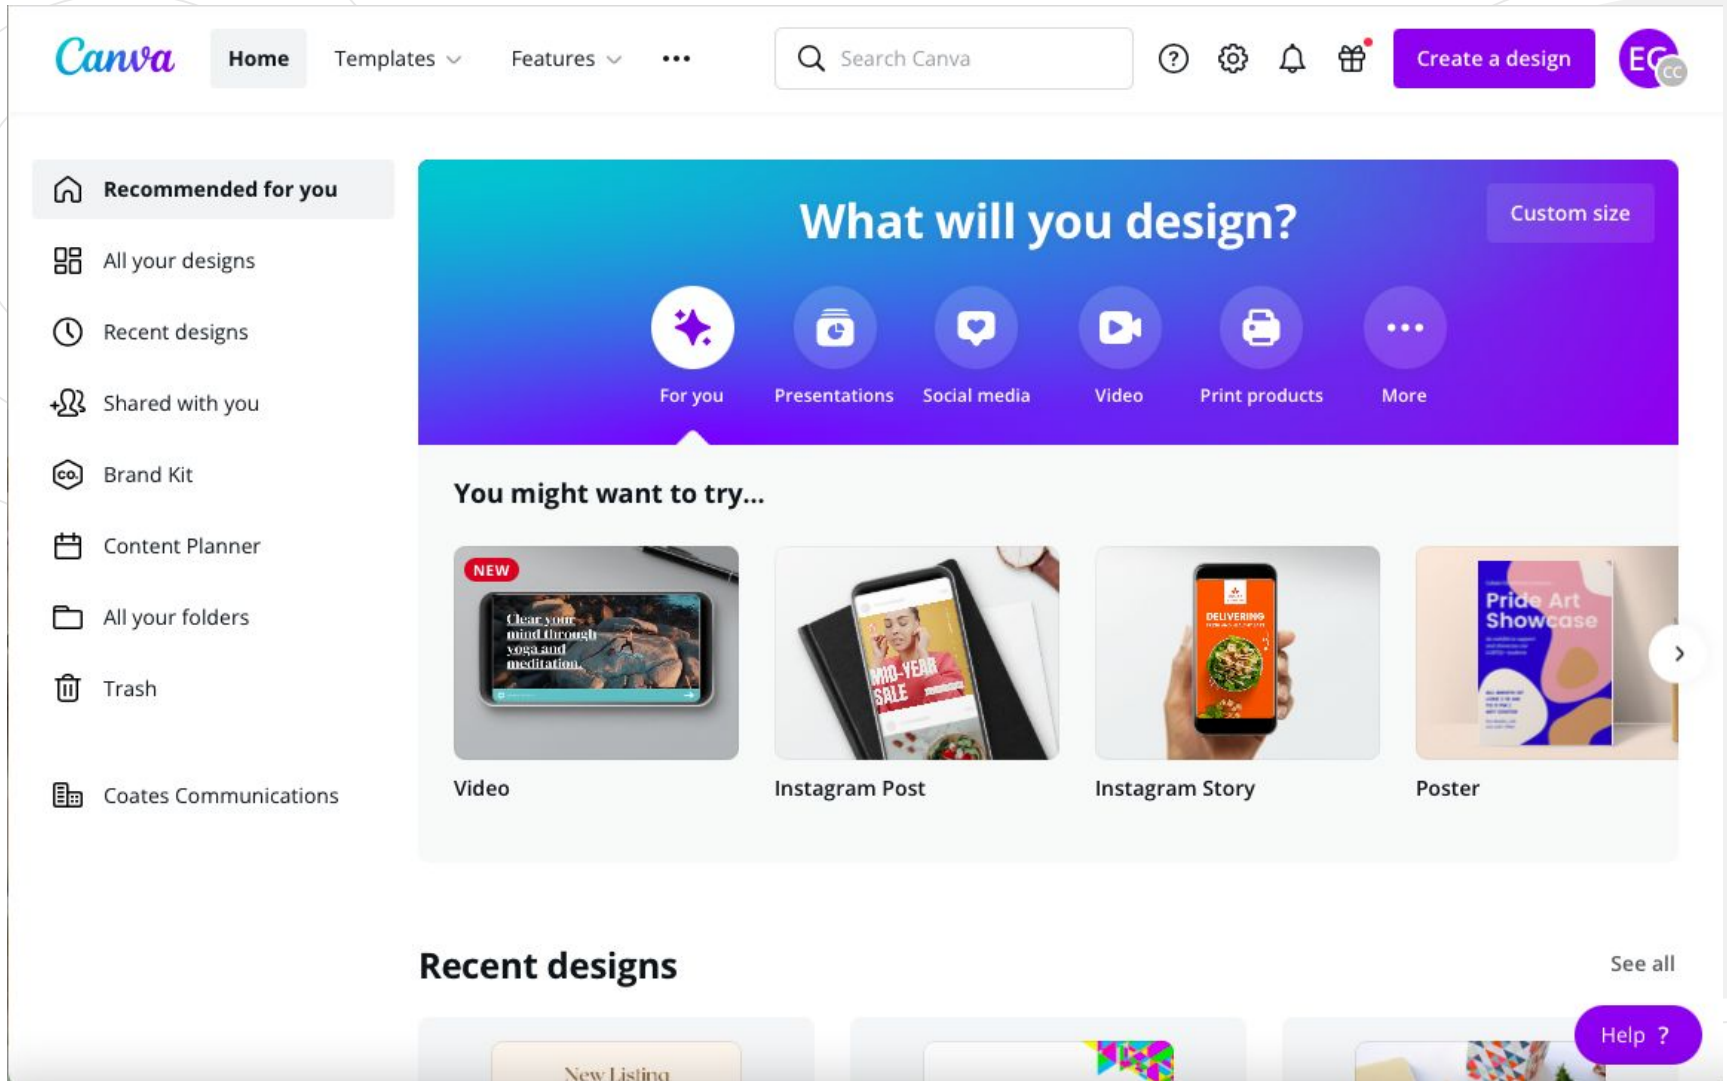 Canva
Home
Templates
Features
Search Canva
Create a design
EG
CC
Recommended for you
All your designs
Recent designs
Shared with you
CO.
Brand Kit
Content Planner
All your folders
Trash
Coates Communications
What will you design?
Custom size
For you
Presentations
Social media
Video
Print products
More
You might want to try...
NEW
Clear your
mind through
yoga and
meditation.
Video
MID-YEAR
SALE
Instagram Post
DELIVERING
Instagram Story
Pride Art
Showcase
Poster
Recent designs
See all
New Listing
Help ?